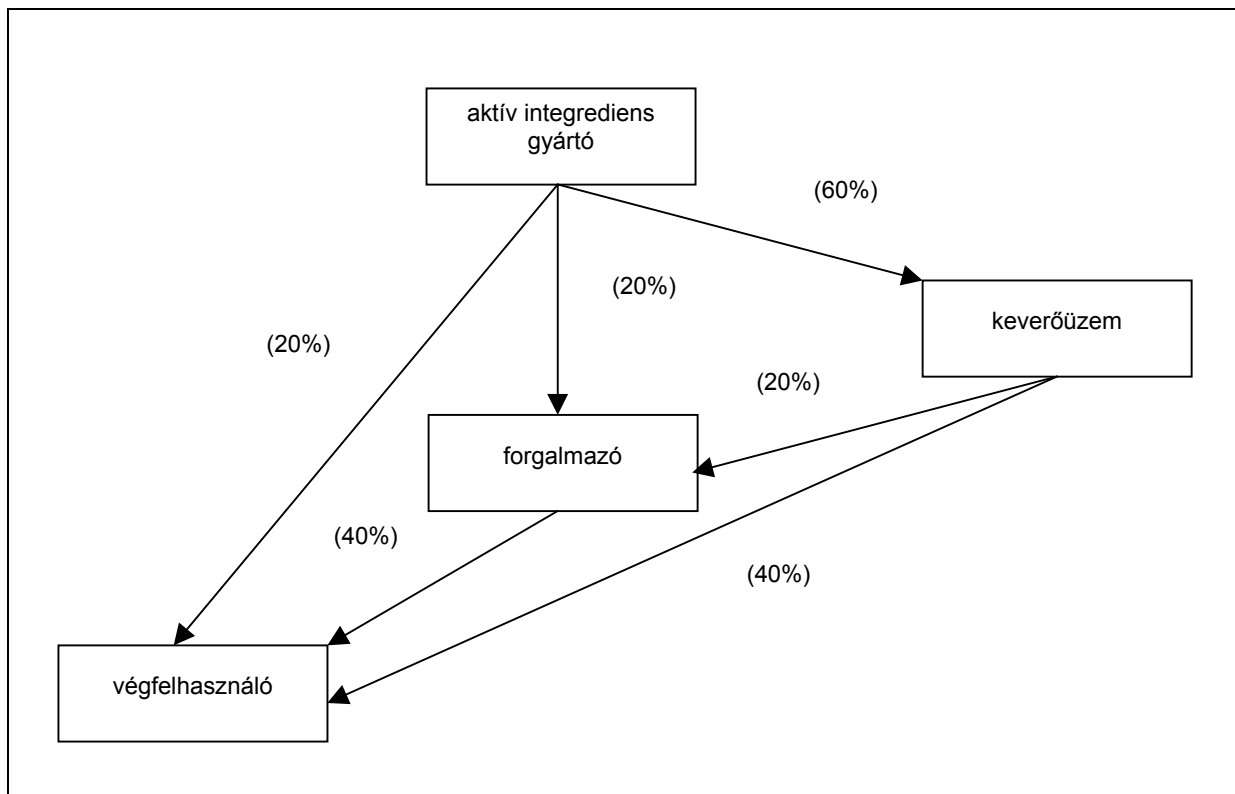 aktív integrediens
gyártó
(60%)
(20%)
keverőüzem
(20%)
(20%)
forgalmazó
(40%)
(40%)
végfelhasználó